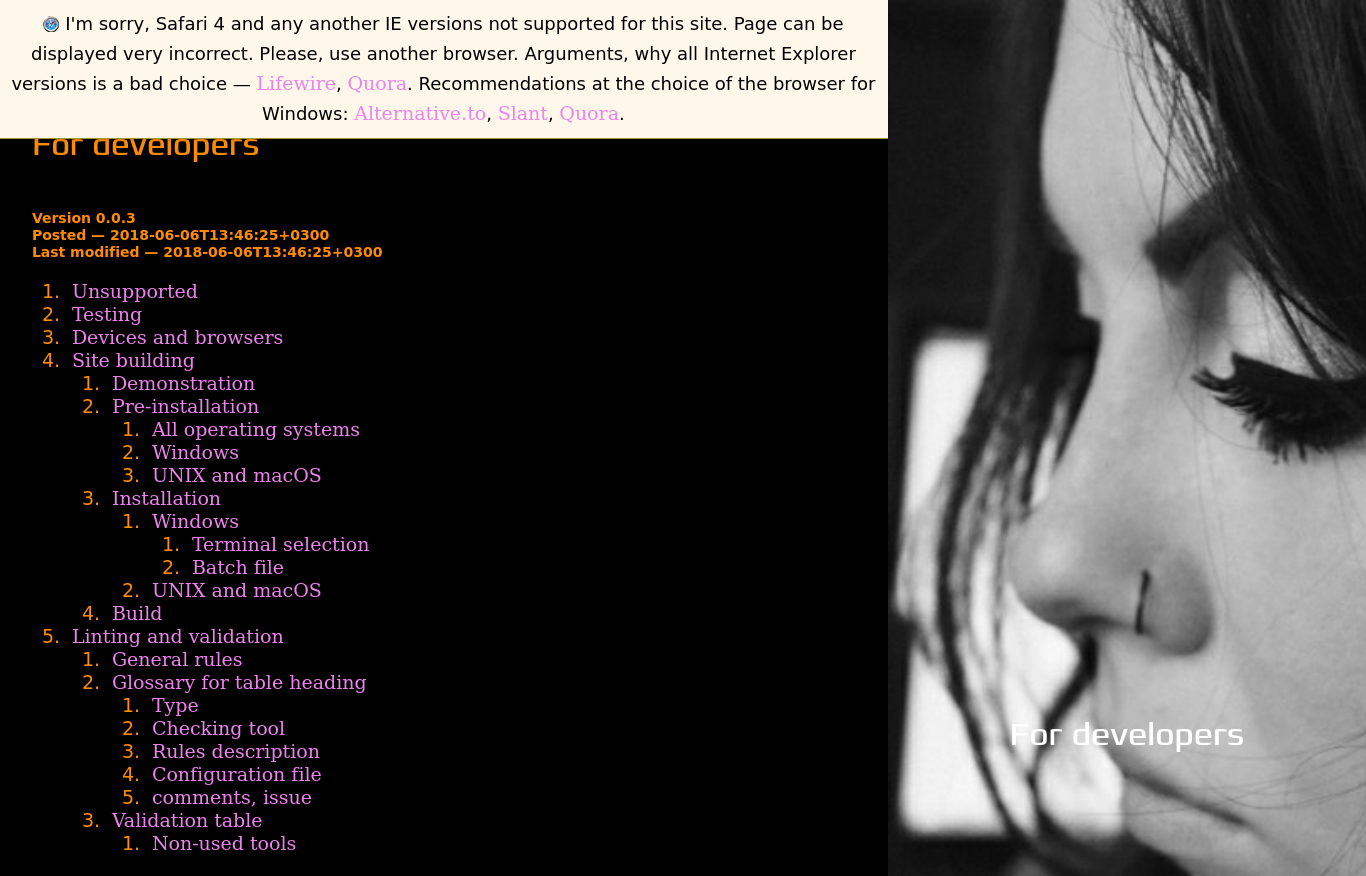 I'm sorry, Safari 4 and any another IE versions not supported for this site. Page can be
displayed very incorrect. Please, use another browser. Arguments, why all Internet Explorer
versions is a bad choice — Lifewire, Quora. Recommendations at the choice of the browser for
Windows: Alternative.to, Slant, Quora.
For developers
Version 0.0.3
Posted — 2018-06-06T13:46:25+0300
Last modified — 2018-06-06T13:46:25+0300
1. Unsupported
2. Testing
3. Devices and browsers
4. Site building
1. Demonstration
2. Pre-installation
1. All operating systems
2. Windows
3. UNIX and macOS
3. Installation
1. Windows
1. Terminal selection
2. Batch file
2. UNIX and macOS
4. Build
5. Linting and validation
1. General rules
2. Glossary for table heading
1. Type
2. Checking tool
3. Rules description
4. Configuration file
5. comments, issue
3. Validation table
1. Non-used tools
For developers